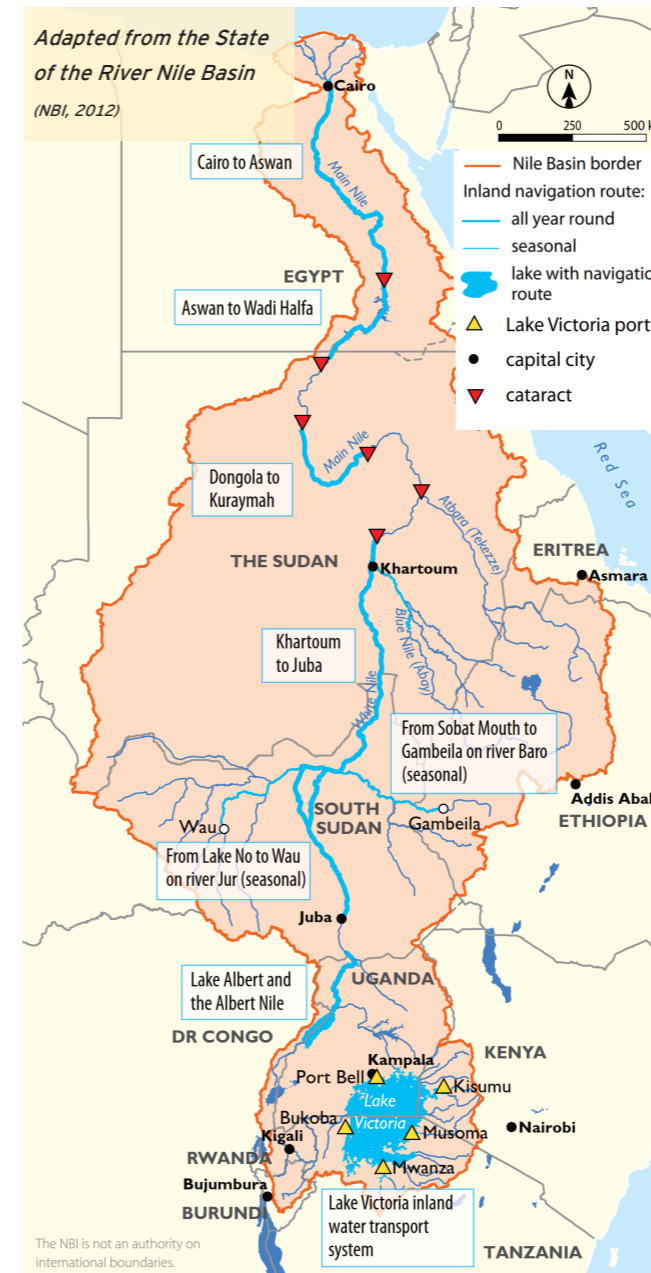 Adapted from the State
of the River Nile Basin
(NBI, 2012)
Cairo
N
0 250 500 k
Cairo to Aswan
Main Nile
Nile Basin border
Inland navigation route:
all year round
seasonal
lake with navigatio
route
Lake Victoria port
capital city
cataract
EGYPT
Aswan to Wadi Halfa
Red Sea
Main Nile
Dongola to
Kuraymah
Atbara (Tekezze)
THE SUDAN
ERITREA
Khartoum
Asmara
Blue Nile (Abay)
Khartoum
to Juba
White Nile
From Sobat Mouth to
Gambeila on river Baro
(seasonal)
Addis Abab
ETHIOPIA
SOUTH
SUDAN
Gambeila
Wau
From Lake No to Wau
on river Jur (seasonal)
Juba
Lake Albert and
the Albert Nile
UGANDA
DR CONGO
KENYA
Kampala
Port Bell
Kisumu
Lake
Victoria
Bukoba
Musoma
Nairobi
Kigali
RWANDA
Mwanza
Bujumbura
BURUNDI
Lake Victoria inland
water transport
system
TANZANIA
The NBI is not an authority on
international boundaries.